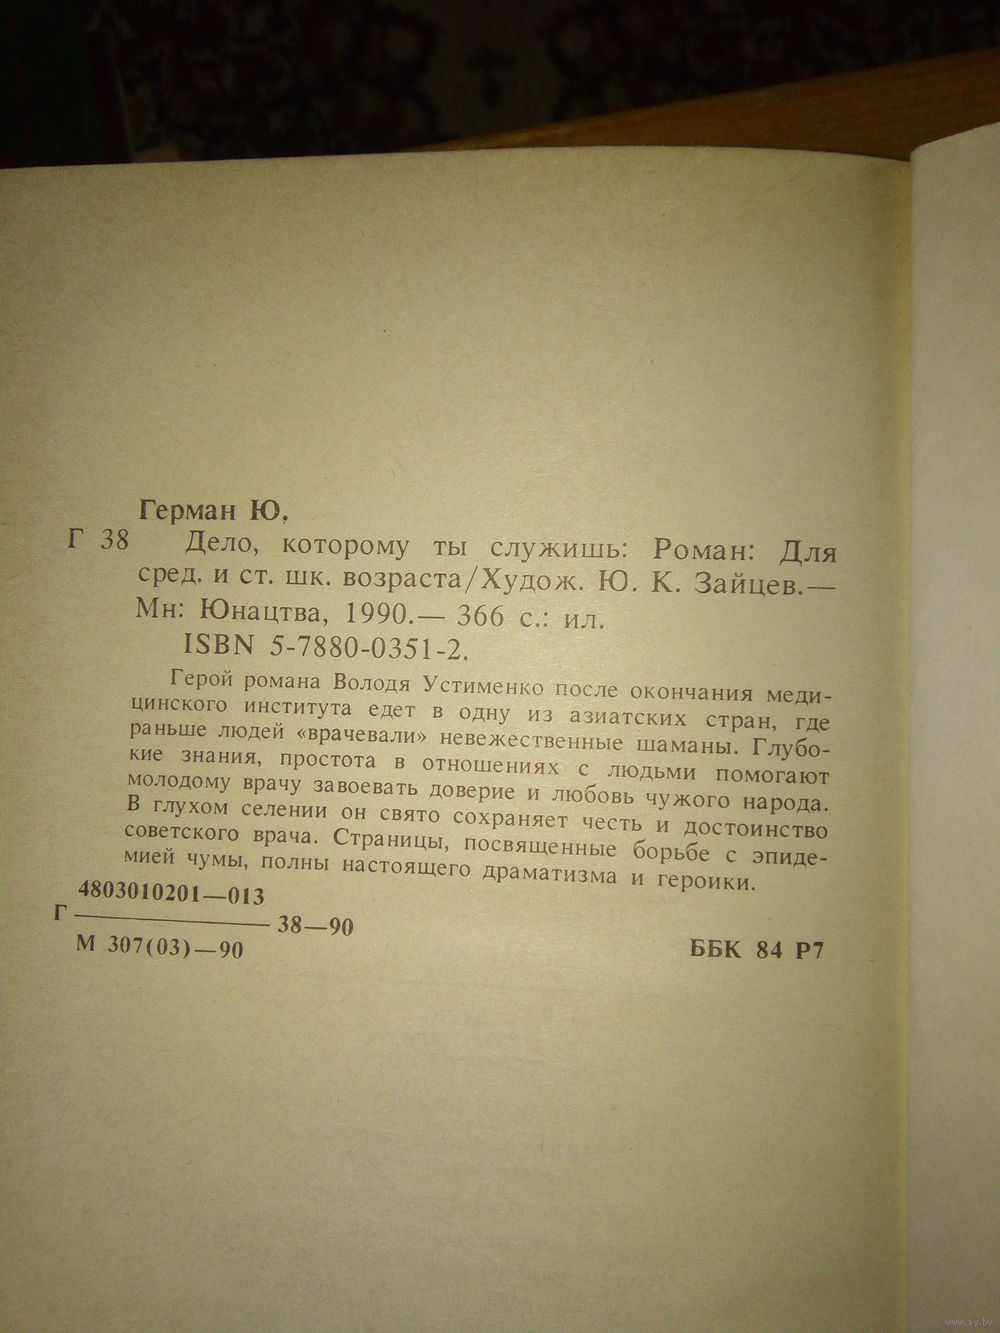 Герман Ю.
Г 38 Дело, которому ты служишь: Роман: Для
сред. и ст. шк. возраста/Худож. Ю. К. Зайцев.—
Мн: Юнацтва, 1990.— 366 с.: ил.
ISBN 5-7880-0351-2.
Герой романа Володя Устименко после окончания меди-
цинского института едет в одну из азиатских стран, где
раньше людей «врачевали» невежественные шаманы. Глубо-
кие знания, простота в отношениях с людьми помогают
молодому врачу завоевать доверие и любовь чужого народа.
В глухом селении он свято сохраняет честь и достоинство
советского врача. Страницы, посвященные борьбе с эпиде-
мией чумы, полны настоящего драматизма и героики.
4803010201—013
Г ——— 38—90
М 307(03)—90
ББК 84 Р7
www.ay.by